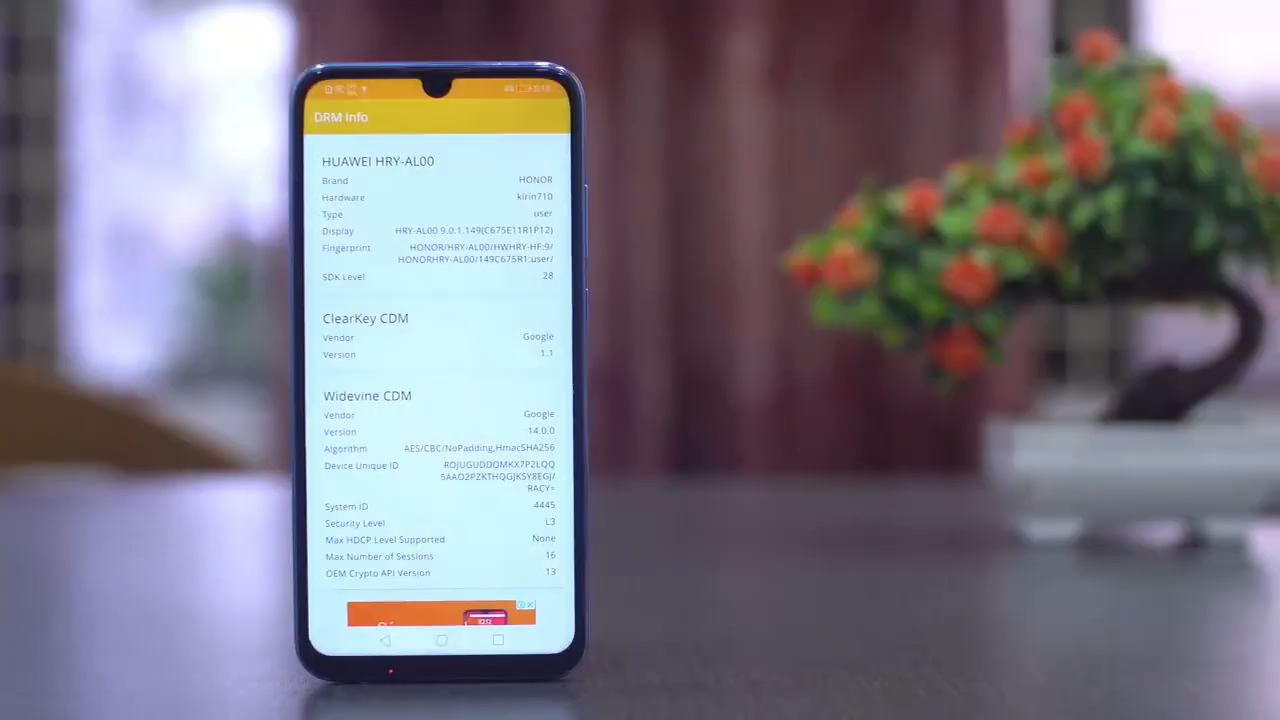 DRM Info
HUAWEI HRY-AL00
Brand HONOR
Hardware kirin710
Type user
Display HRY-AL00 9.0.1.149(C675E11R1P12)
Fingerprint HONOR/HRY-AL00/HWHRY-HF:9/
HONORHRY-AL00/149C675R1:user/
SDK Level 28
ClearKey CDM
Vendor Google
Version 1.1
Widevine CDM
Vendor Google
Version 14.0.0
Algorithm AES/CBC/NoPadding,HmacSHA256
Device Unique ID ROJUGUDDOMKX7P2LQQ
5AAO2PZKTHQGJKSY8EGJ/
RACY=
System ID 4445
Security Level L3
Max HDCP Level Supported None
Max Number of Sessions 16
OEM Crypto API Version 13